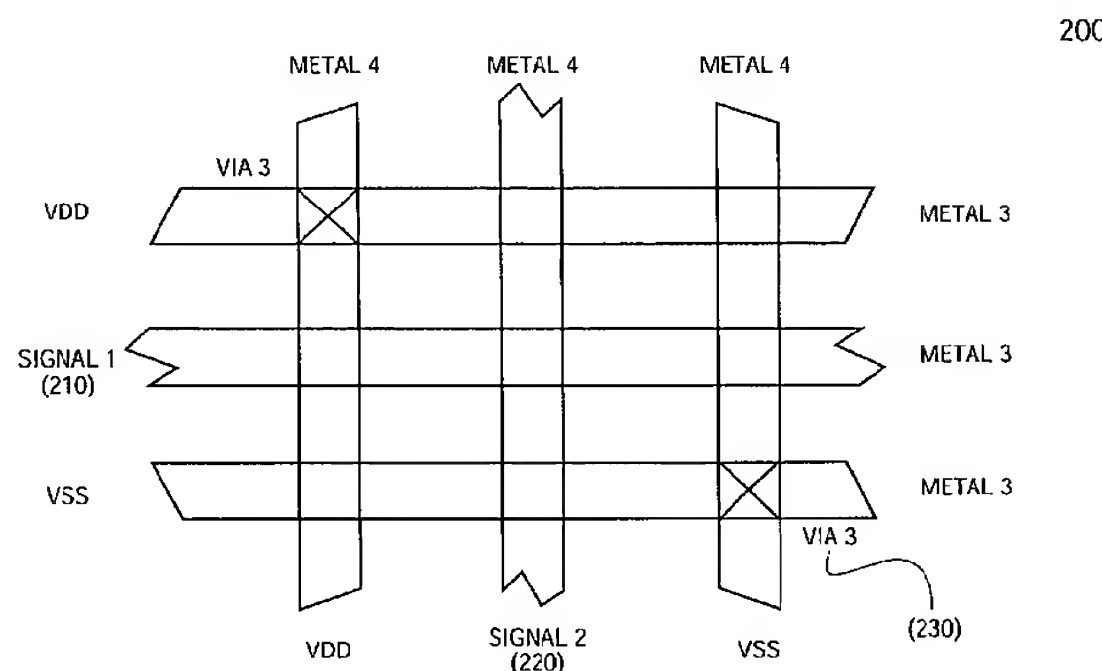 200
METAL 4 METAL 4 METAL 4
VIA 3
VDD METAL 3
SIGNAL 1
(210) METAL 3
VSS METAL 3
VIA 3
(230)
VDD SIGNAL 2
(220) VSS